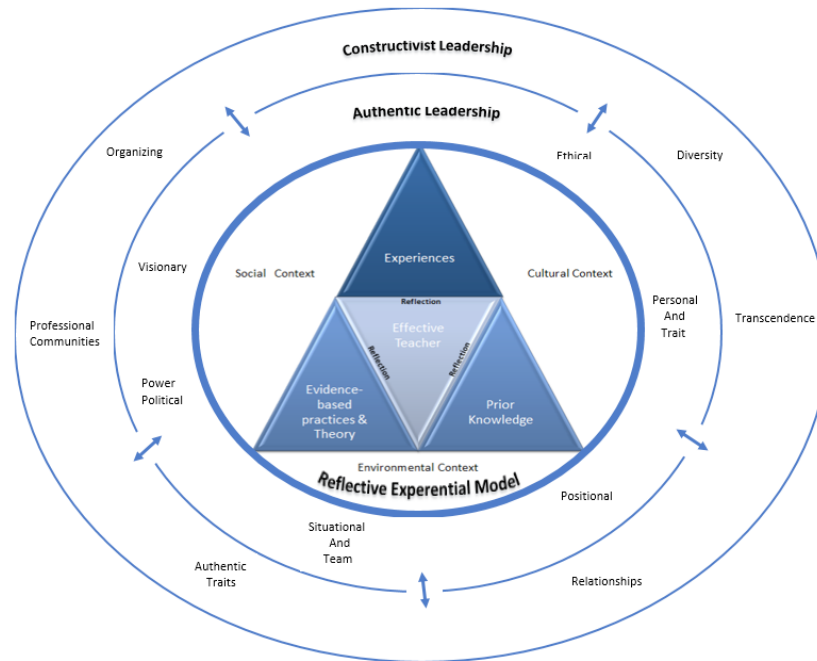 Constructivist Leadership
Authentic Leadership
Organizing
Ethical
Diversity
Experiences
Visionary
Social Context
Cultural Context
Reflection
Personal
And
Trait
Professional
Communities
Effective
Teacher
Transcendence
Reflection
Reflection
Power
Political
Evidence-
based
practices &
Theory
Prior
Knowledge
Environmental Context
Reflective Experential Model
Positional
Situational
And
Team
Authentic
Traits
Relationships